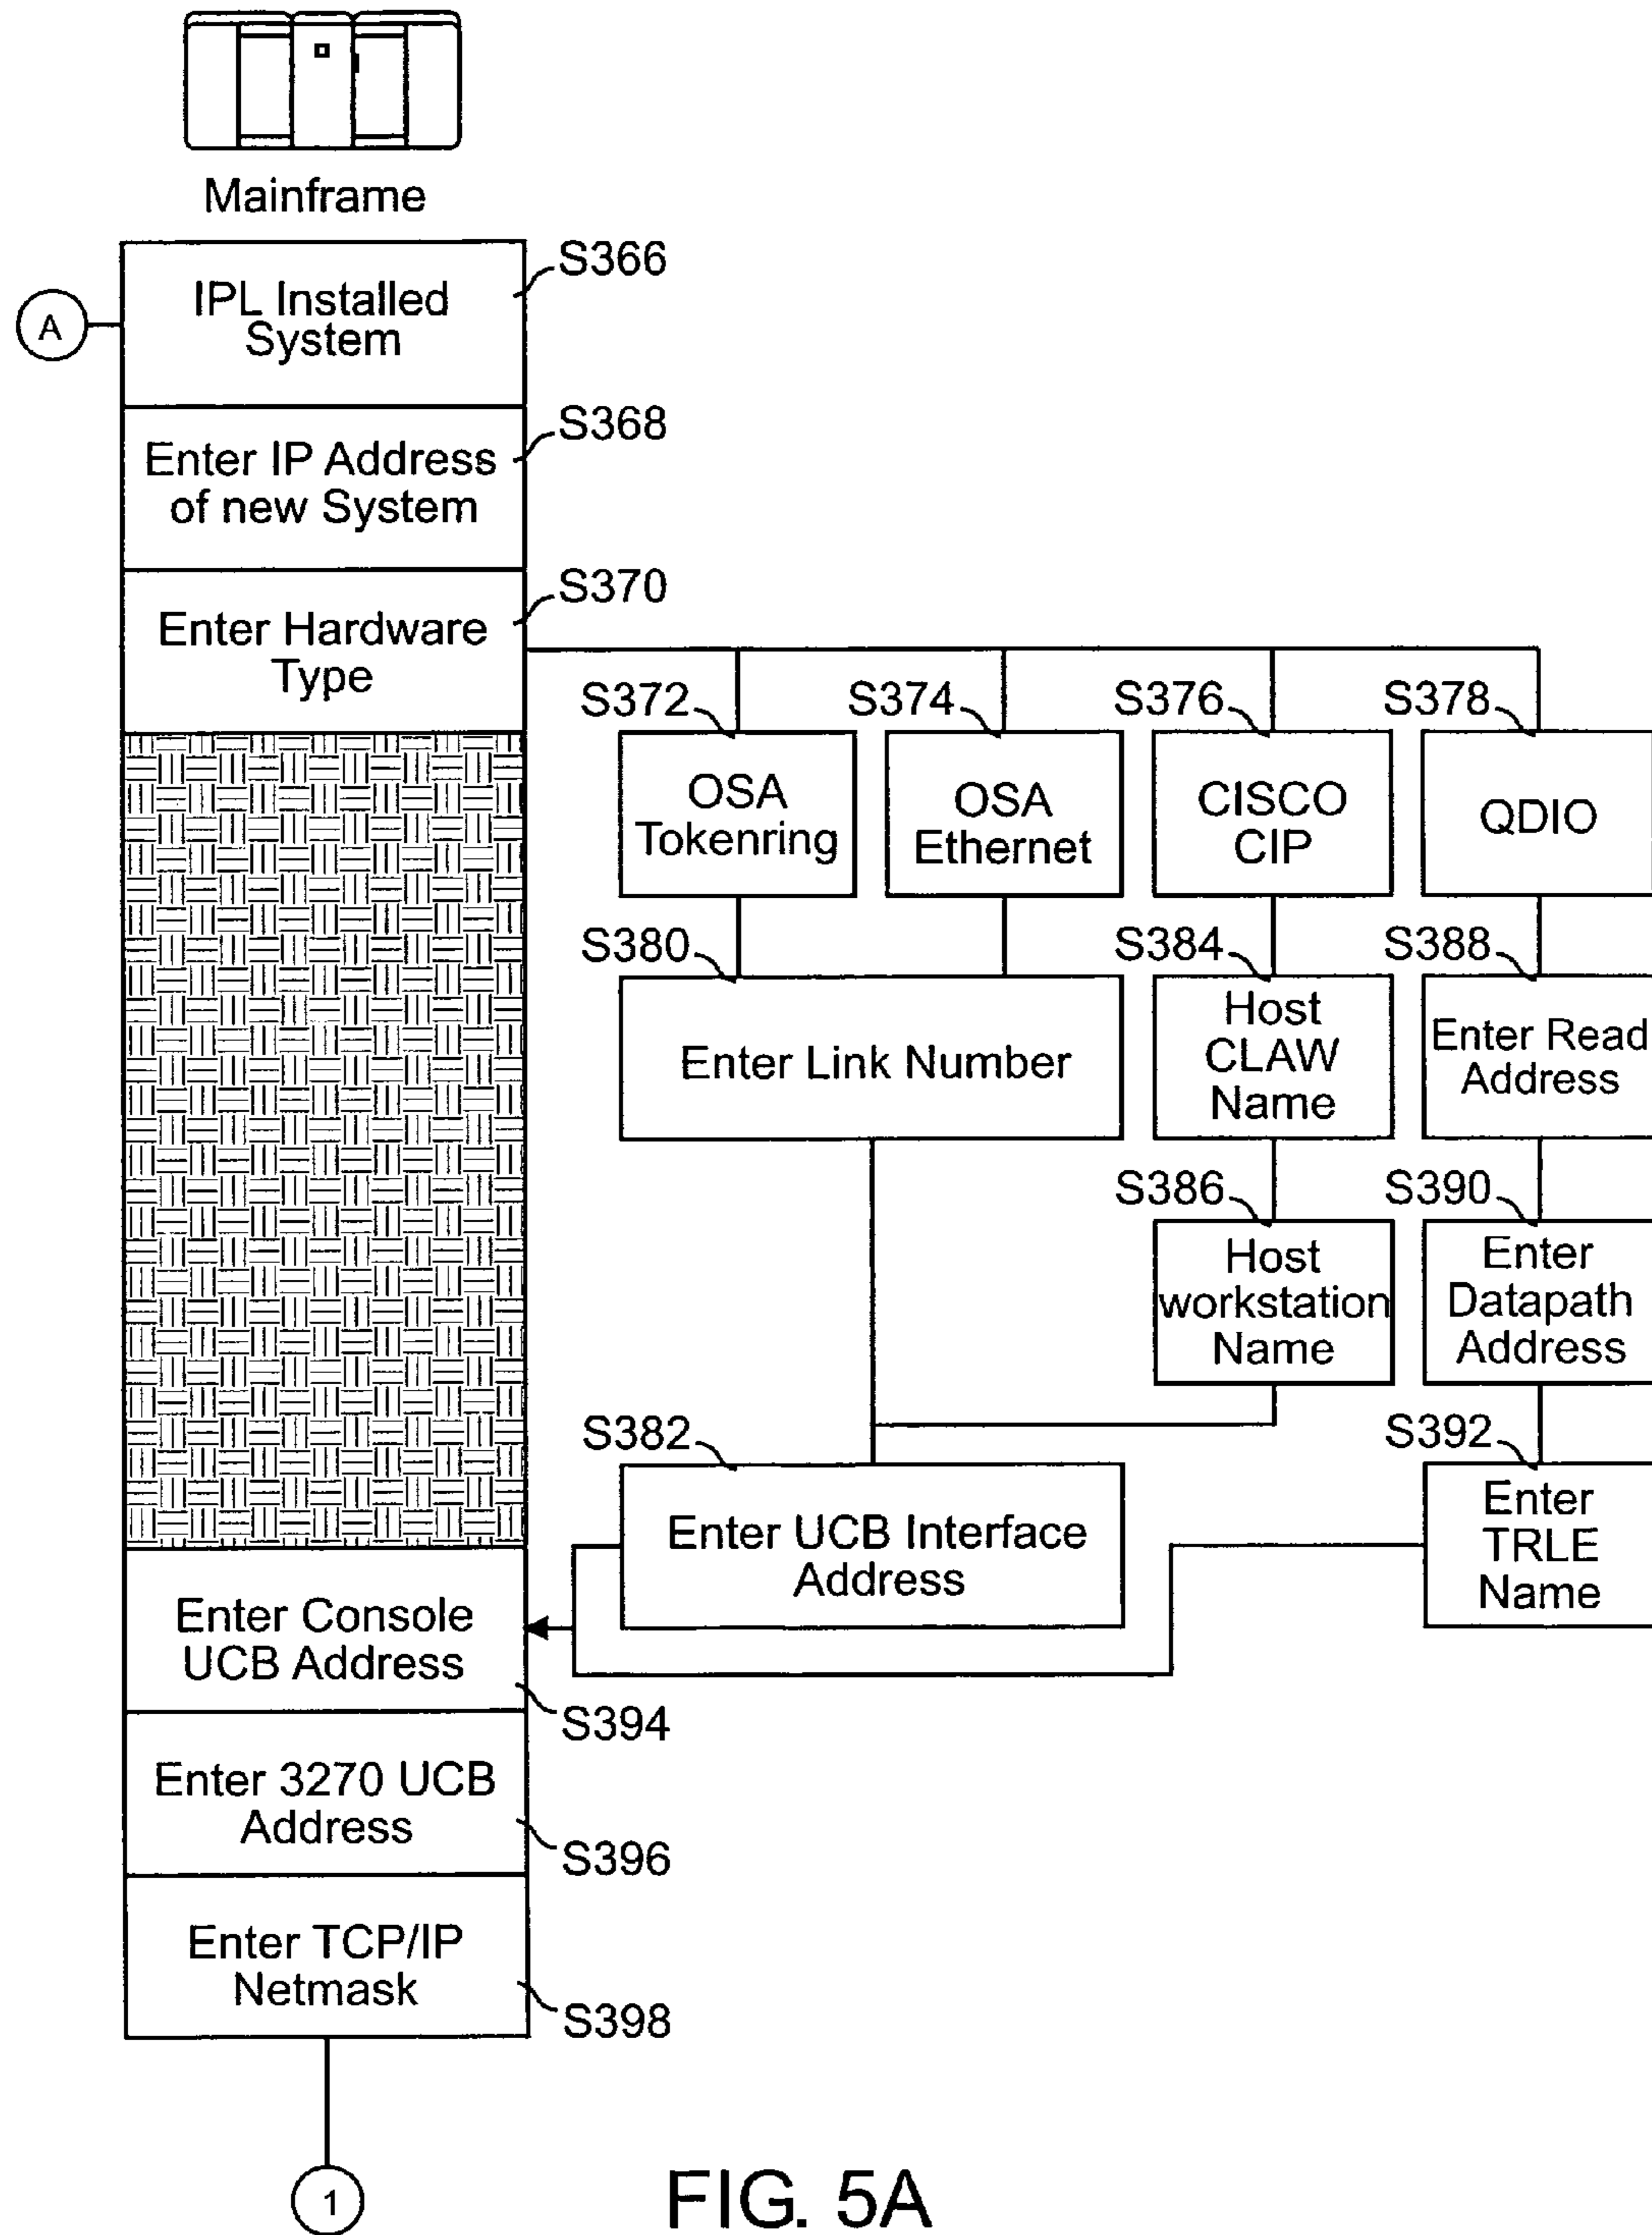 Mainframe
S366
IPL Installed
System
A
S368
Enter IP Address
of new System
S370
Enter Hardware
Type
S372
S374
S376
S378
OSA
Tokenring
OSA
Ethernet
CISCO
CIP
QDIO
S380
S384
S388
Enter Link Number
Host
CLAW
Name
Enter Read
Address
S386
S390
Host
workstation
Name
Enter
Datapath
Address
S382
S392
Enter UCB Interface
Address
Enter
TRLE
Name
Enter Console
UCB Address
S394
Enter 3270 UCB
Address
S396
Enter TCP/IP
Netmask
S398
1
FIG. 5A